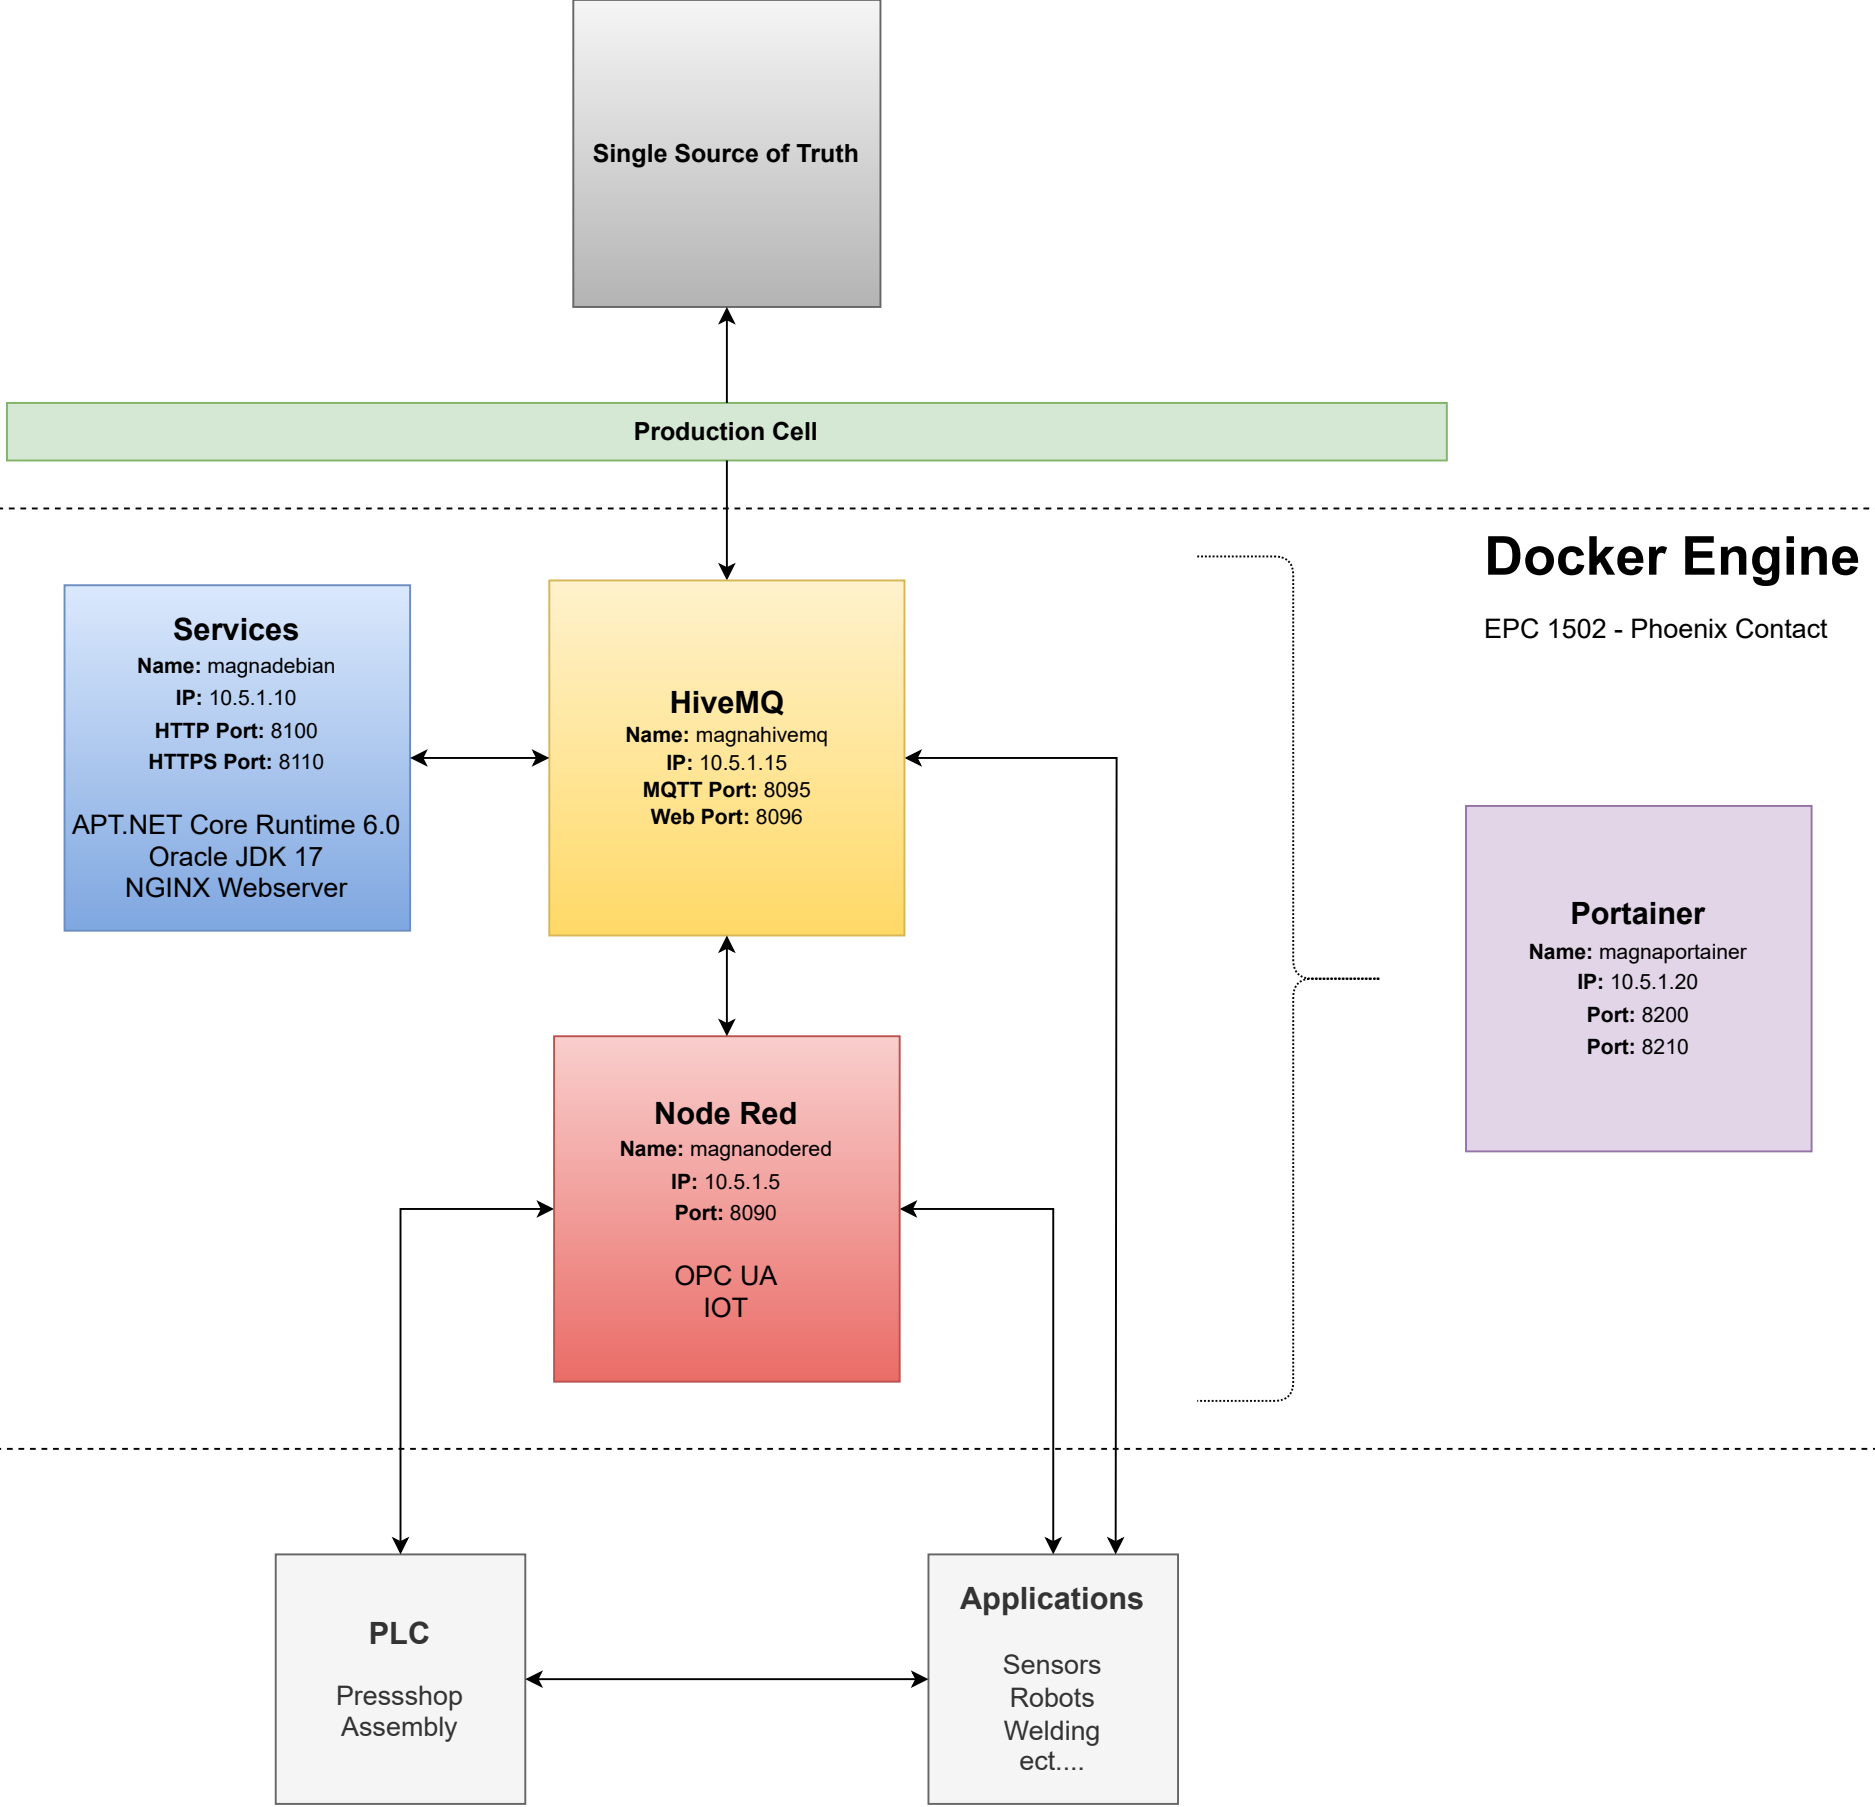 Single Source of Truth
Production Cell
Docker Engine
EPC 1502 - Phoenix Contact
Services
Name: magnadebian
IP: 10.5.1.10
HTTP Port: 8100
HTTPS Port: 8110
APT.NET Core Runtime 6.0
Oracle JDK 17
NGINX Webserver
HiveMQ
Name: magnahivemq
IP: 10.5.1.15
MQTT Port: 8095
Web Port: 8096
Portainer
Name: magnaportainer
IP: 10.5.1.20
Port: 8200
Port: 8210
Node Red
Name: magnanodered
IP: 10.5.1.5
Port: 8090
OPC UA
IOT
PLC
Pressshop
Assembly
Applications
Sensors
Robots
Welding
ect....